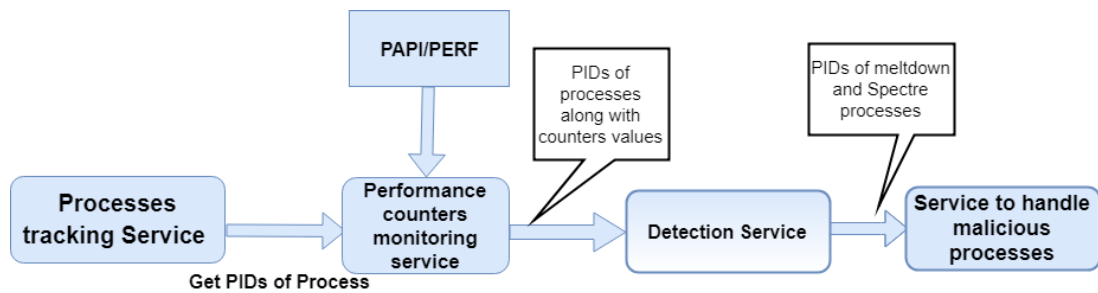 PAPI/PERF
PIDs of
processes
along with
counters values
PIDs of meltdown
and Spectre
processes
Processes
tracking Service
Get PIDs of Process
Performance
counters
monitoring
service
Detection Service
Service to handle
malicious
processes